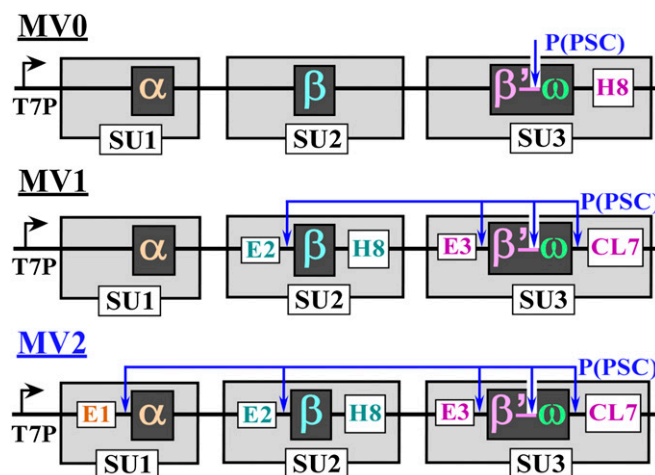 MV0
P(PSC)
T7P α β β'–ω H8
SU1 SU2 SU3
MV1
P(PSC)
T7P α E2 β H8 E3 β'–ω CL7
SU1 SU2 SU3
MV2
P(PSC)
T7P E1 α E2 β H8 E3 β'–ω CL7
SU1 SU2 SU3